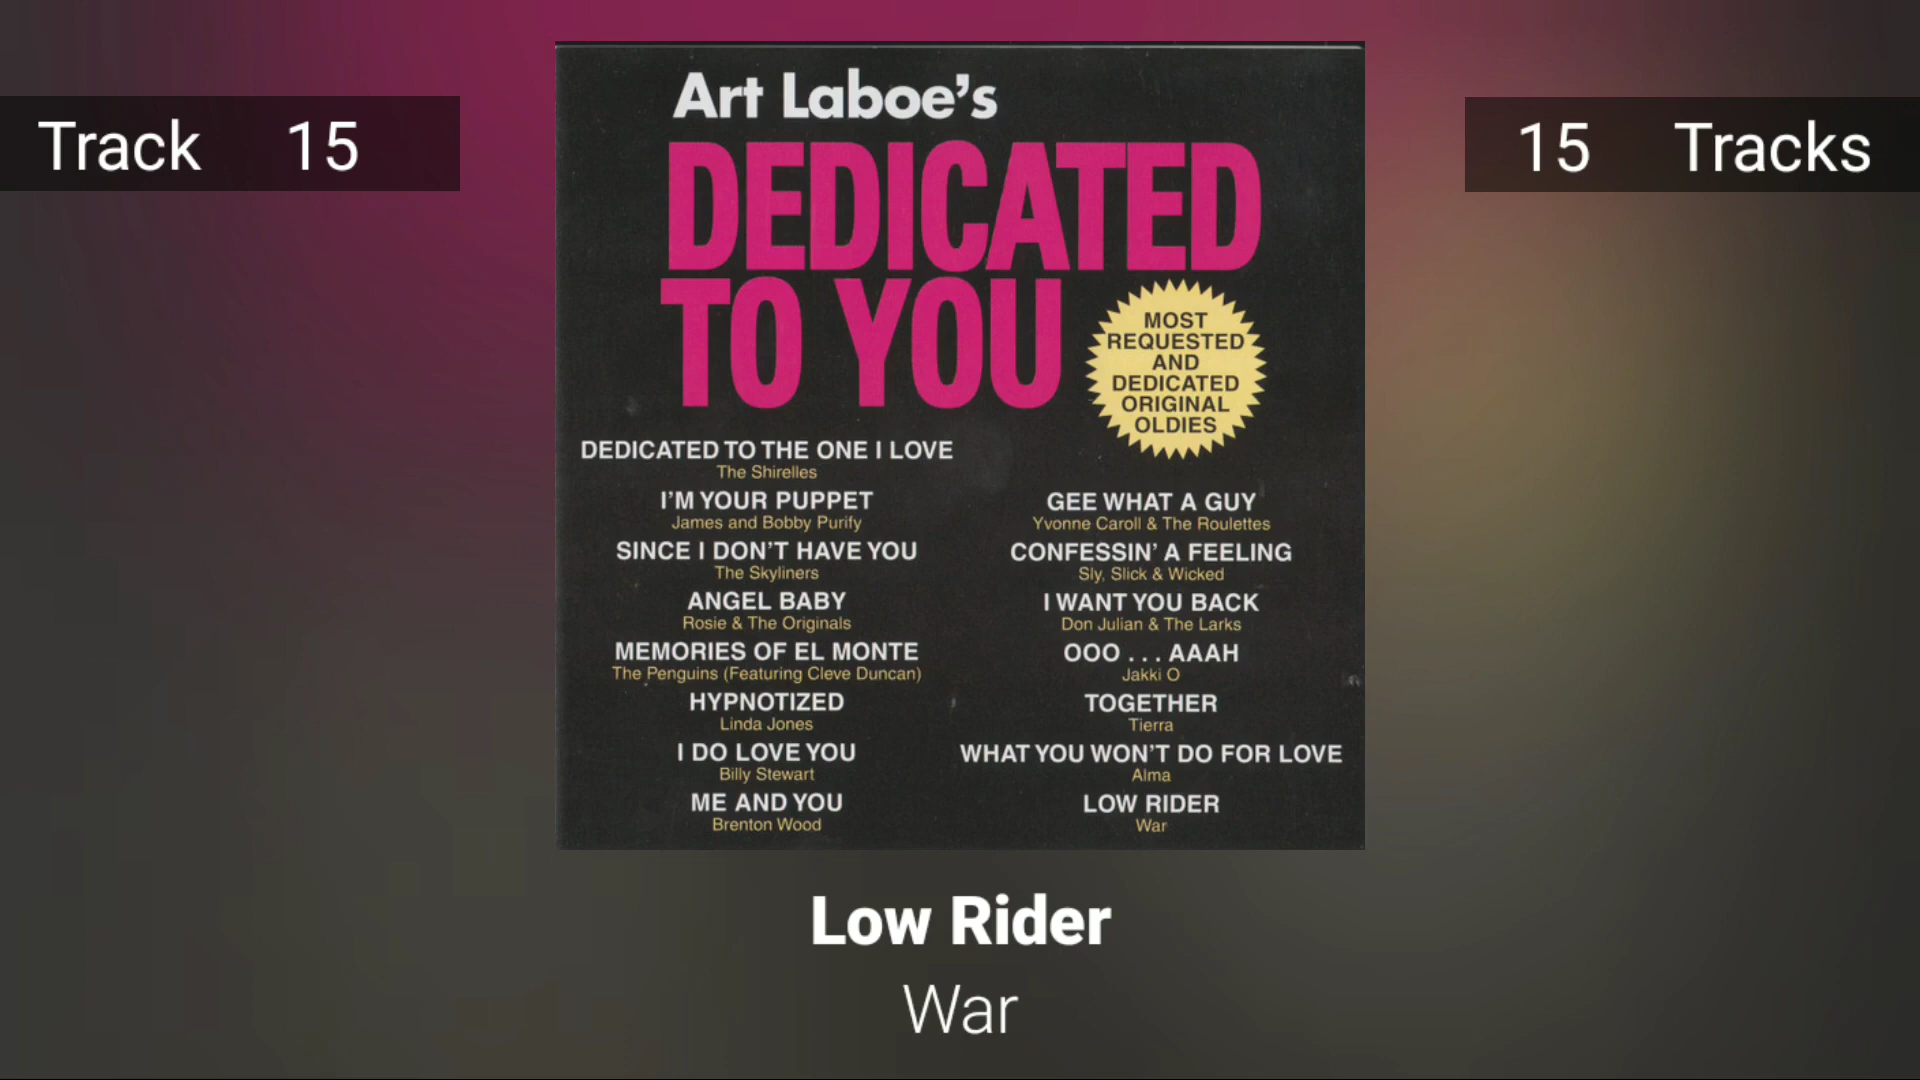 Track 15
15 Tracks
Art Laboe's
DEDICATED
TO YOU
MOST
REQUESTED
AND
DEDICATED
ORIGINAL
OLDIES
DEDICATED TO THE ONE I LOVE
The Shirelles
I'M YOUR PUPPET
James and Bobby Purify
SINCE I DON'T HAVE YOU
The Skyliners
ANGEL BABY
Rosie & The Originals
MEMORIES OF EL MONTE
The Penguins (Featuring Cleve Duncan)
HYPNOTIZED
Linda Jones
I DO LOVE YOU
Billy Stewart
ME AND YOU
Brenton Wood
GEE WHAT A GUY
Yvonne Caroll & The Roulettes
CONFESSIN' A FEELING
Sly, Slick & Wicked
I WANT YOU BACK
Don Julian & The Larks
OOO . . . AAAH
Jakki O
TOGETHER
Tierra
WHAT YOU WON'T DO FOR LOVE
Alma
LOW RIDER
War
Low Rider
War